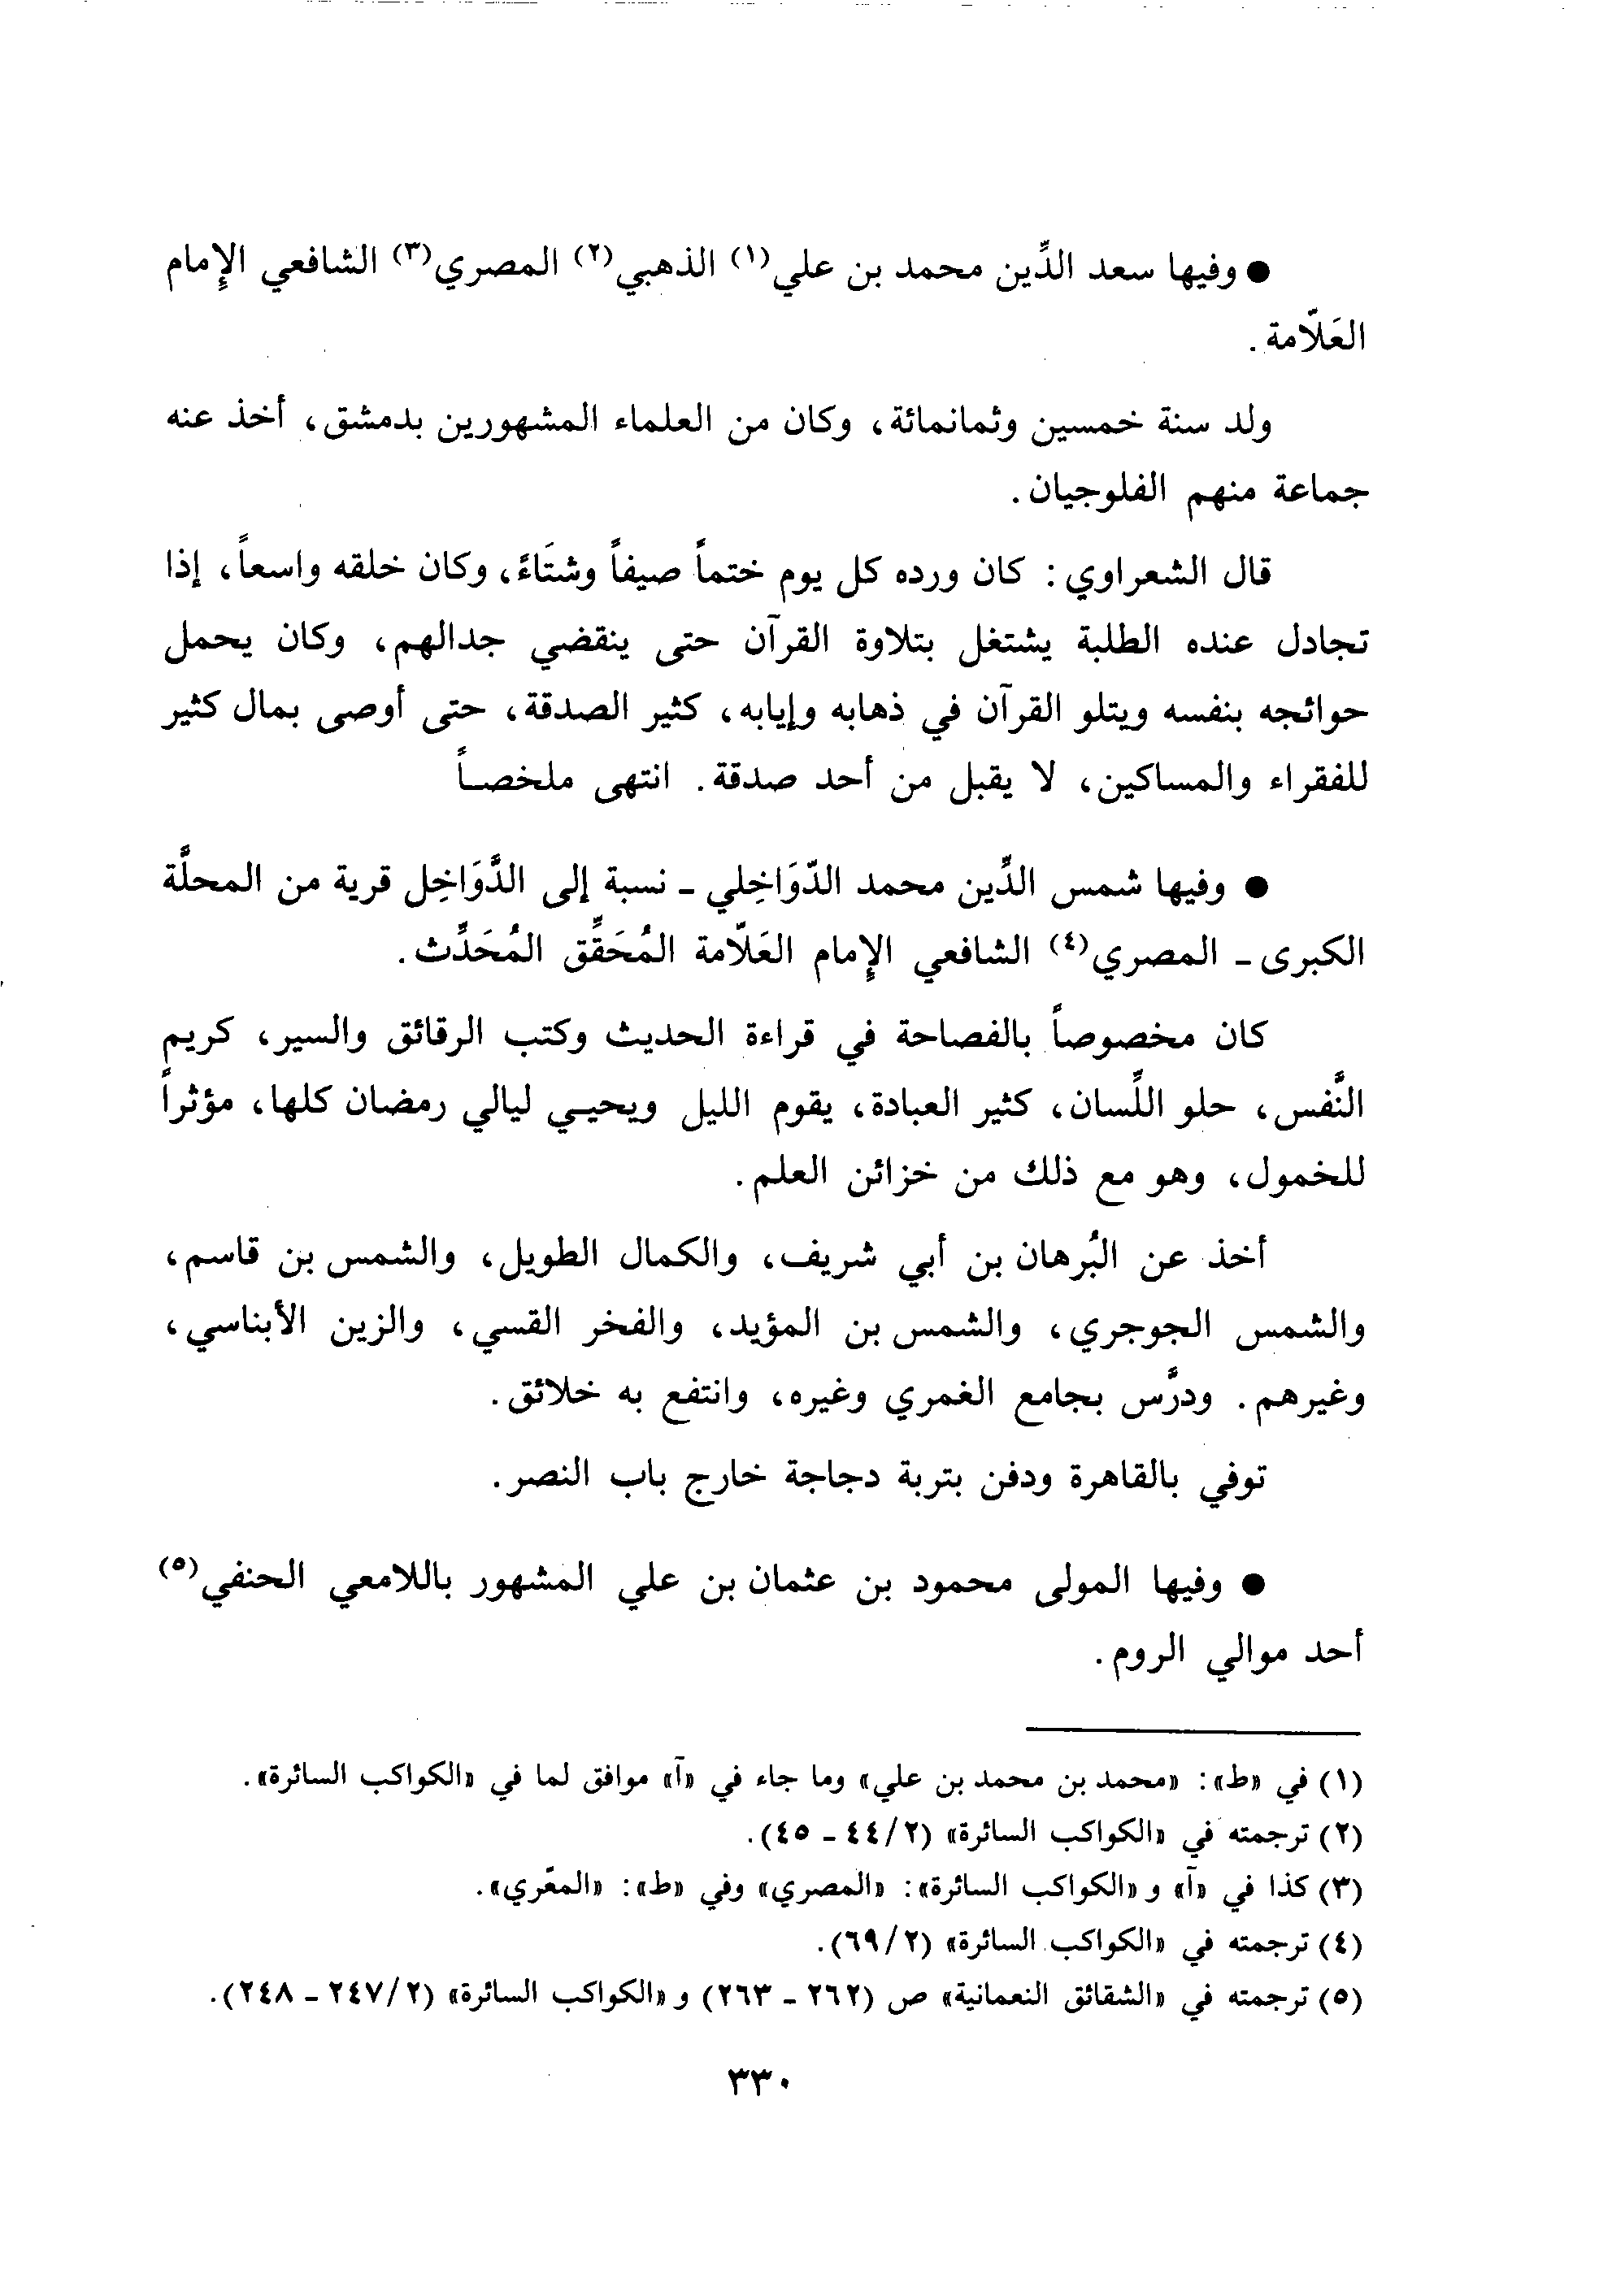 ● وفيها سعد الدِّين محمد بن علي(١) الذهبي(٢) المصري(٣) الشافعي الإِمام
العَلّامة.
ولد سنة خمسين وثمانمائة، وكان من العلماء المشهورين بدمشق، أخذ عنه
جماعة منهم الفلوجيان.
قال الشعراوي: كان ورده كل يوم ختماً صيفاً وشتَاءً، وكان خلقه واسعاً، إذا
تجادل عنده الطلبة يشتغل بتلاوة القرآن حتى ينقضي جدالهم، وكان يحمل
حوائجه بنفسه ويتلو القرآن في ذهابه وإيابه، كثير الصدقة، حتى أوصى بمال كثير
للفقراء والمساكين، لا يقبل من أحد صدقة. انتهى ملخصـاً
● وفيها شمس الدِّين محمد الدّوَاخِلي ـ نسبة إلى الدَّوَاخِل قرية من المحلَّة
الكبرى ـ المصري(٤) الشافعي الإِمام العَلّامة المُحَقِّق المُحَدِّث.
كان مخصوصاً بالفصاحة في قراءة الحديث وكتب الرقائق والسير، كريم
النَّفس، حلو اللِّسان، كثير العبادة، يقوم الليل ويحيـي ليالي رمضان كلها، مؤثراً
للخمول، وهو مع ذلك من خزائن العلم.
أخذ عن البُرهان بن أبي شريف، والكمال الطويل، والشمس بن قاسم،
والشمس الجوجري، والشمس بن المؤيد، والفخر القسي، والزين الأبناسي،
وغيرهم. ودرَّس بجامع الغمري وغيره، وانتفع به خلائق.
توفي بالقاهرة ودفن بتربة دجاجة خارج باب النصر.
● وفيها المولى محمود بن عثمان بن علي المشهور باللامعي الحنفي(٥)
أحد موالي الروم.
(١) في «ط»: «محمد بن محمد بن علي» وما جاء في «آ» موافق لما في «الكواكب السائرة».
(٢) ترجمته في «الكواكب السائرة» (٢/٤٤ ـ ٤٥).
(٣) كذا في «آ» و «الكواكب السائرة»: «المصري» وفي «ط»: «المعّري».
(٤) ترجمته في «الكواكب السائرة» (٢/٦٩).
(٥) ترجمته في «الشقائق النعمانية» ص (٢٦٢ ـ ٢٦٣) و «الكواكب السائرة» (٢/٢٤٧ ـ ٢٤٨).
٣٣٠